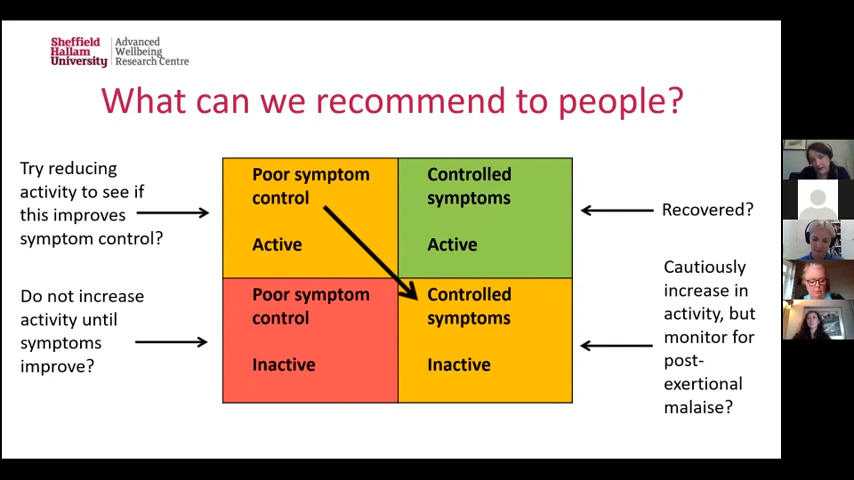 Sheffield
Hallam
University
Advanced
Wellbeing
Research Centre
What can we recommend to people?
Try reducing
activity to see if
this improves
symptom control?
Poor symptom
control
Active
Controlled
symptoms
Active
Recovered?
Do not increase
activity until
symptoms
improve?
Poor symptom
control
Inactive
Controlled
symptoms
Inactive
Cautiously
increase in
activity, but
monitor for
post-
exertional
malaise?